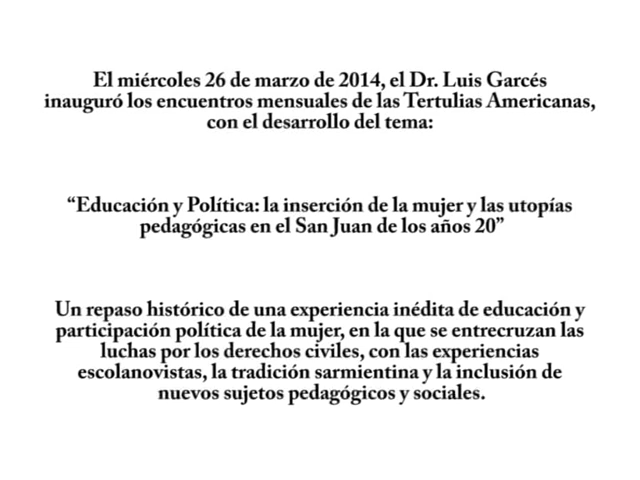 El miércoles 26 de marzo de 2014, el Dr. Luis Garcés
inauguró los encuentros mensuales de las Tertulias Americanas,
con el desarrollo del tema:
“Educación y Política: la inserción de la mujer y las utopías
pedagógicas en el San Juan de los años 20”
Un repaso histórico de una experiencia inédita de educación y
participación política de la mujer, en la que se entrecruzan las
luchas por los derechos civiles, con las experiencias
escolanovistas, la tradición sarmientina y la inclusión de
nuevos sujetos pedagógicos y sociales.